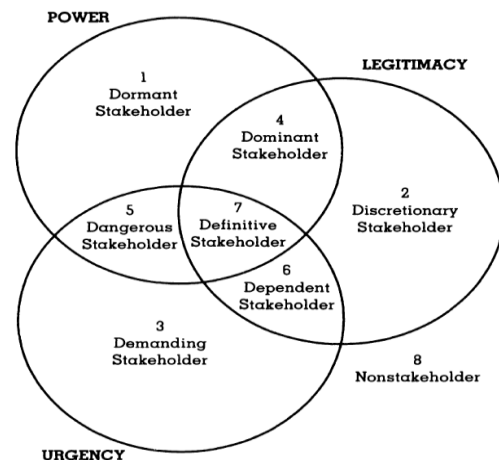 POWER
LEGITIMACY
1
Dormant
Stakeholder
4
Dominant
Stakeholder
2
Discretionary
Stakeholder
5
Dangerous
Stakeholder
7
Definitive
Stakeholder
6
Dependent
Stakeholder
3
Demanding
Stakeholder
8
Nonstakeholder
URGENCY